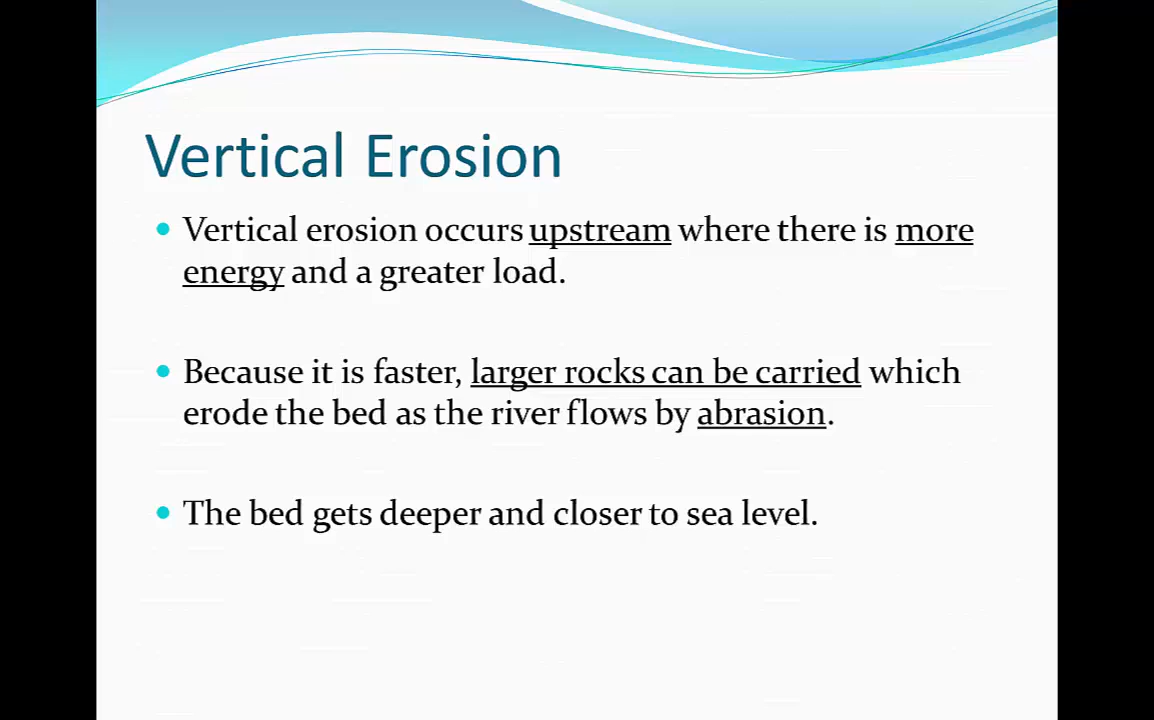 Vertical Erosion
• Vertical erosion occurs upstream where there is more
energy and a greater load.
• Because it is faster, larger rocks can be carried which
erode the bed as the river flows by abrasion.
• The bed gets deeper and closer to sea level.